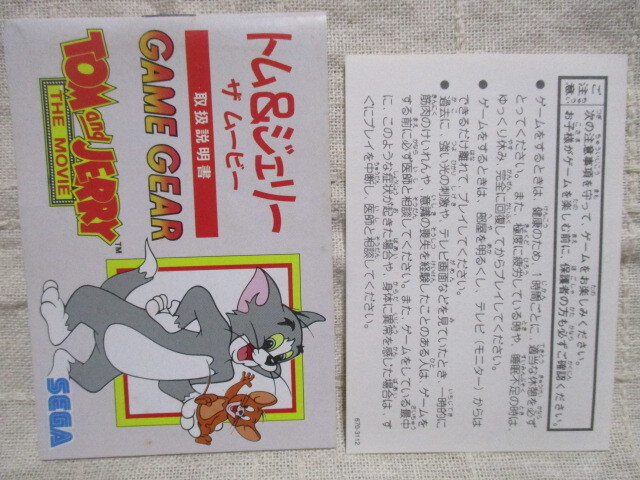 トム&ジェリー
ザ ムービー
取扱説明書
GAME GEAR
TOM and JERRY™
THE MOVIE
SEGA
ご注意
次の注意事項を守って、ゲームをお楽しみください。
お子様がゲームを楽しむ前に、保護者の方も必ずご確認ください。
●ゲームをするときは、健康のため、1時間ごとに、適当な休憩を必ず
とってください。また、極度に疲労している時や、睡眠不足の時は、
ゆっくり休み、完全に回復してからプレイしてください。
●ゲームをするときは、部屋を明るくし、テレビ(モニター)からは
できるだけ離れて、プレイしてください。
●過去に、強い光の刺激や、テレビ画面などを見ていたとき、一時的に
筋肉のけいれんや、意識の喪失を経験したことのある人は、ゲームを
する前に必ず医師と相談してください。また、ゲームをしている最中
に、このような症状が起きた場合や、身体に異常を感じた場合は、す
ぐにプレイを中断し、医師と相談してください。
670-3112